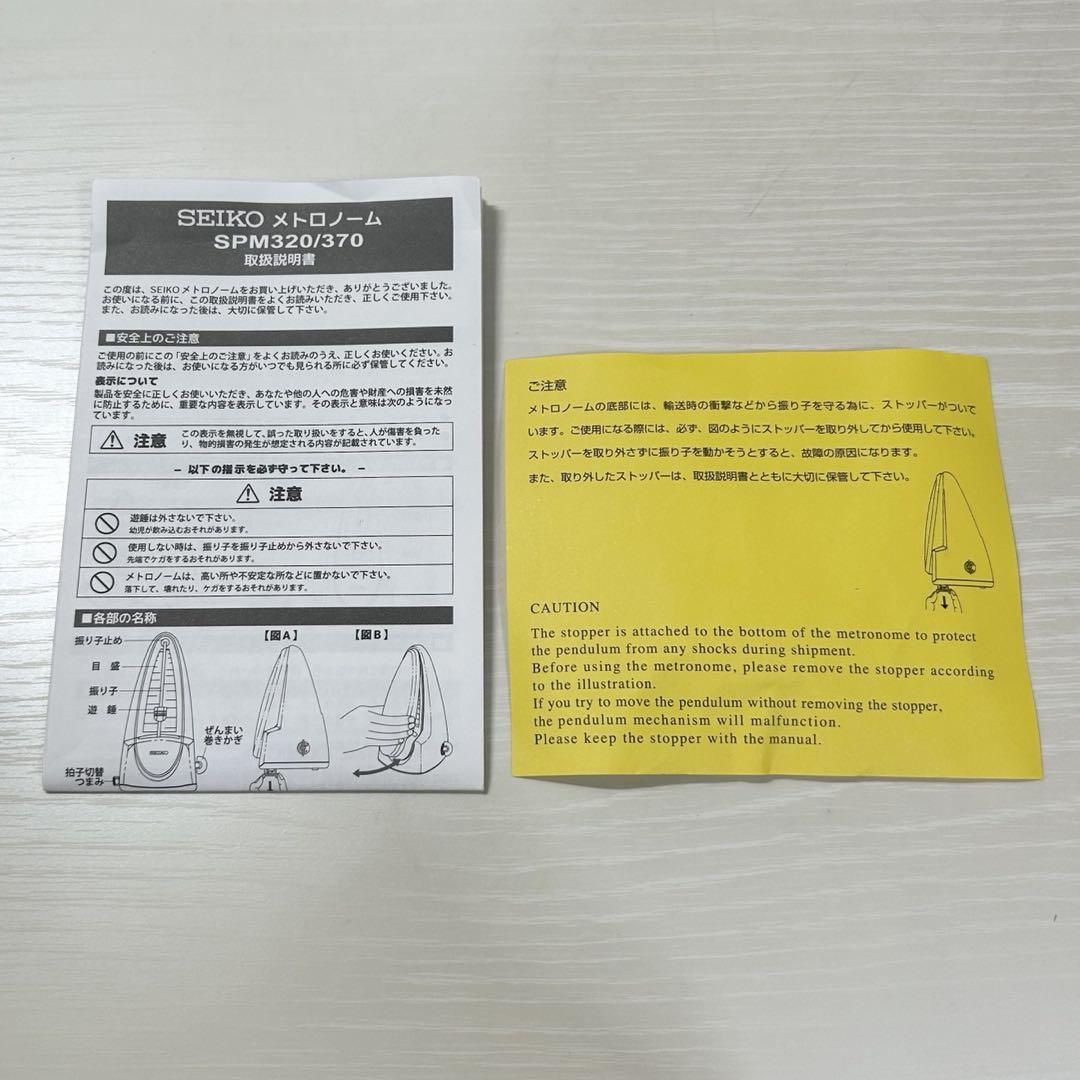 SEIKO メトロノーム
SPM320/370
取扱説明書
この度は、SEIKOメトロノームをお買い上げいただき、ありがとうございました。
お使いになる前に、この取扱説明書をよくお読みいただき、正しくご使用下さい。
また、お読みになった後は、大切に保管して下さい。
■安全上のご注意
ご使用の前にこの「安全上のご注意」をよくお読みのうえ、正しくお使いください。お
読みになった後は、お使いになる方がいつでも見られる所に必ず保管してください。
表示について
製品を安全に正しくお使いいただき、あなたや他の人への危害や財産への損害を未然
に防止するために、重要な内容を表示しています。その表示と意味は次のようになっ
ています。
注意
この表示を無視して、誤った取り扱いをすると、人が傷害を負った
り、物的損害の発生が想定される内容が記載されています。
– 以下の指示を必ず守って下さい。 –
注意
遊錘は外さないで下さい。
幼児が飲み込むおそれがあります。
使用しない時は、振り子を振り子止めから外さないで下さい。
先端でケガをするおそれがあります。
メトロノームは、高い所や不安定な所などに置かないで下さい。
落下して、壊れたり、ケガをするおそれがあります。
■各部の名称
振り子止め
目 盛
振り子
遊 錘
拍子切替
つまみ
SEIKO
ぜんまい
巻きかぎ
【図A】
【図B】
ご注意
メトロノームの底部には、輸送時の衝撃などから振り子を守る為に、ストッパーがついて
います。ご使用になる際には、必ず、図のようにストッパーを取り外してから使用して下さい。
ストッパーを取り外さずに振り子を動かそうとすると、故障の原因になります。
また、取り外したストッパーは、取扱説明書とともに大切に保管して下さい。
CAUTION
The stopper is attached to the bottom of the metronome to protect
the pendulum from any shocks during shipment.
Before using the metronome, please remove the stopper according
to the illustration.
If you try to move the pendulum without removing the stopper,
the pendulum mechanism will malfunction.
Please keep the stopper with the manual.